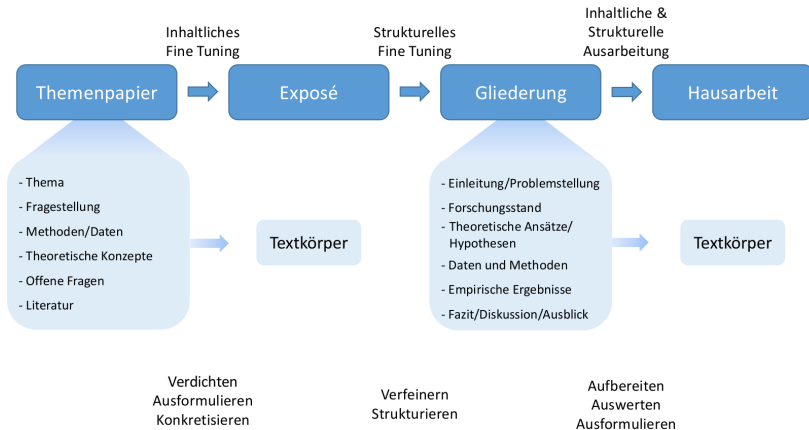 Inhaltliches
Fine Tuning
Strukturelles
Fine Tuning
Inhaltliche &
Strukturelle
Ausarbeitung
Themenpapier
Exposé
Gliederung
Hausarbeit
- Thema
- Fragestellung
- Methoden/Daten
- Theoretische Konzepte
- Offene Fragen
- Literatur
Textkörper
- Einleitung/Problemstellung
- Forschungsstand
- Theoretische Ansätze/
Hypothesen
- Daten und Methoden
- Empirische Ergebnisse
- Fazit/Diskussion/Ausblick
Textkörper
Verdichten
Ausformulieren
Konkretisieren
Verfeinern
Strukturieren
Aufbereiten
Auswerten
Ausformulieren